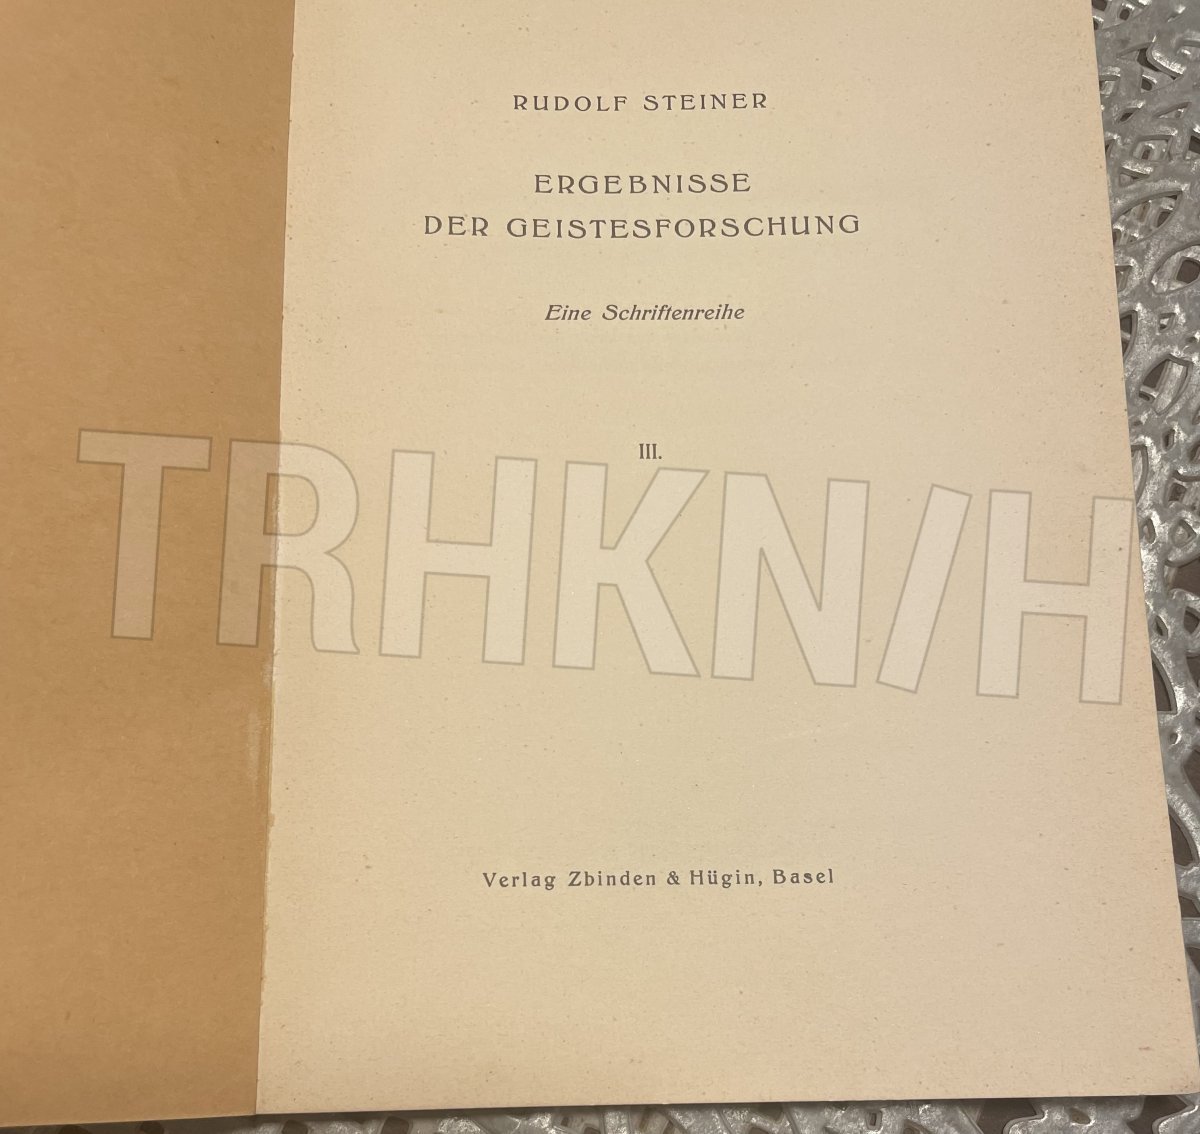 RUDOLF STEINER
ERGEBNISSE
DER GEISTESFORSCHUNG
Eine Schriftenreihe
III.
TRHKN/H
Verlag Zbinden & Hügin, Basel